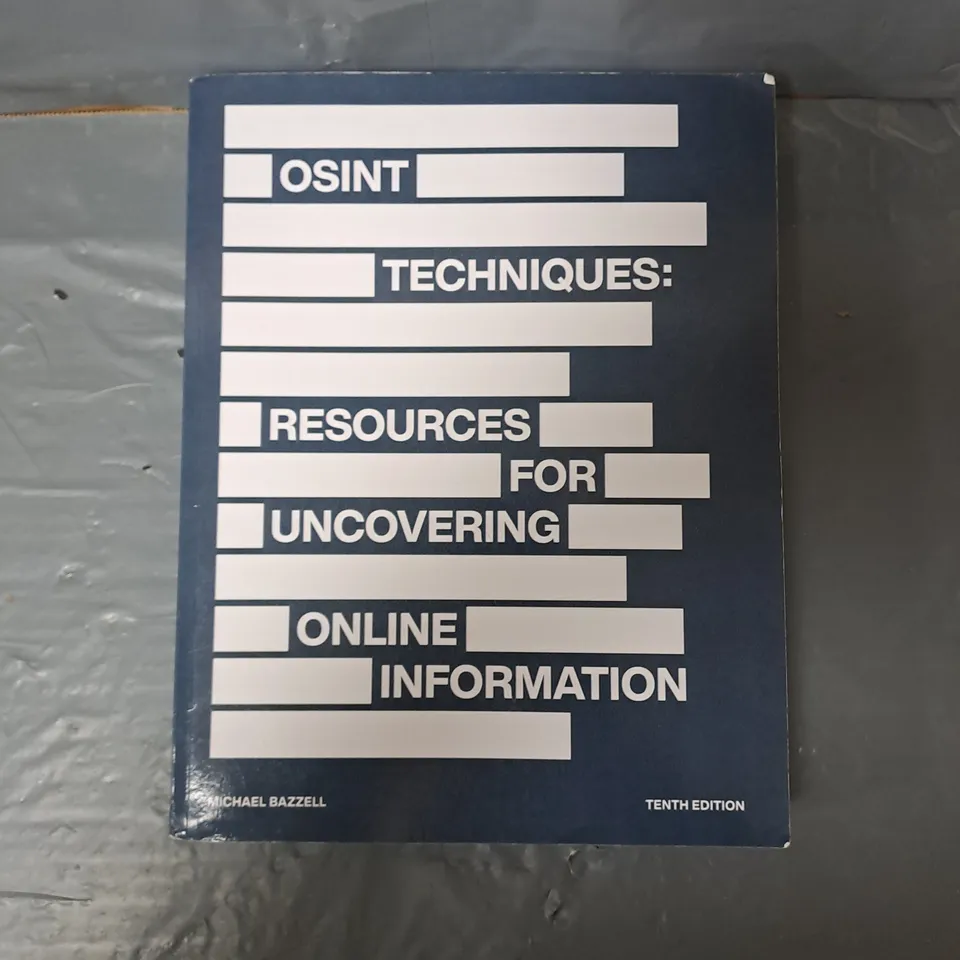 OSINT
TECHNIQUES:
RESOURCES
FOR
UNCOVERING
ONLINE
INFORMATION
MICHAEL BAZZELL
TENTH EDITION